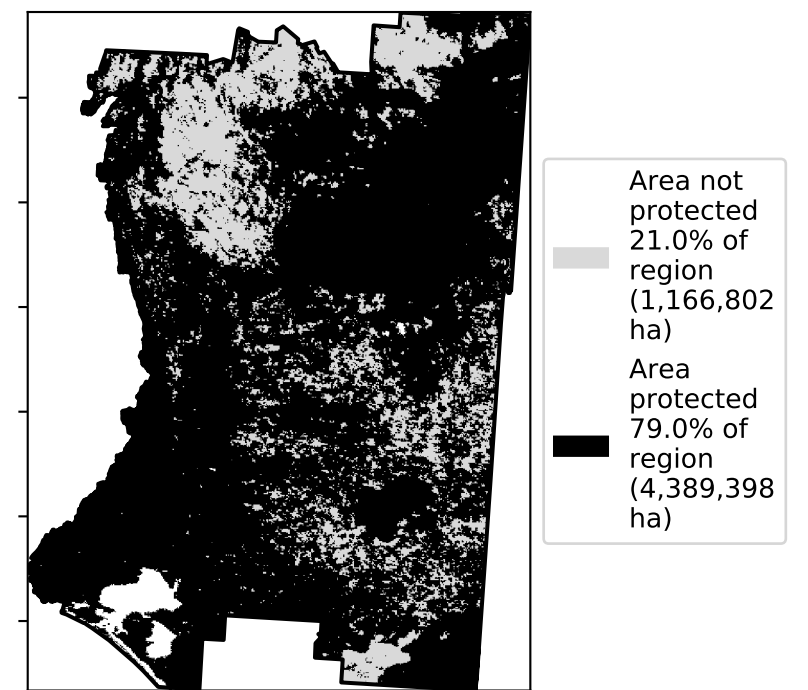 Area not
protected
21.0% of
region
(1,166,802
ha)
Area
protected
79.0% of
region
(4,389,398
ha)